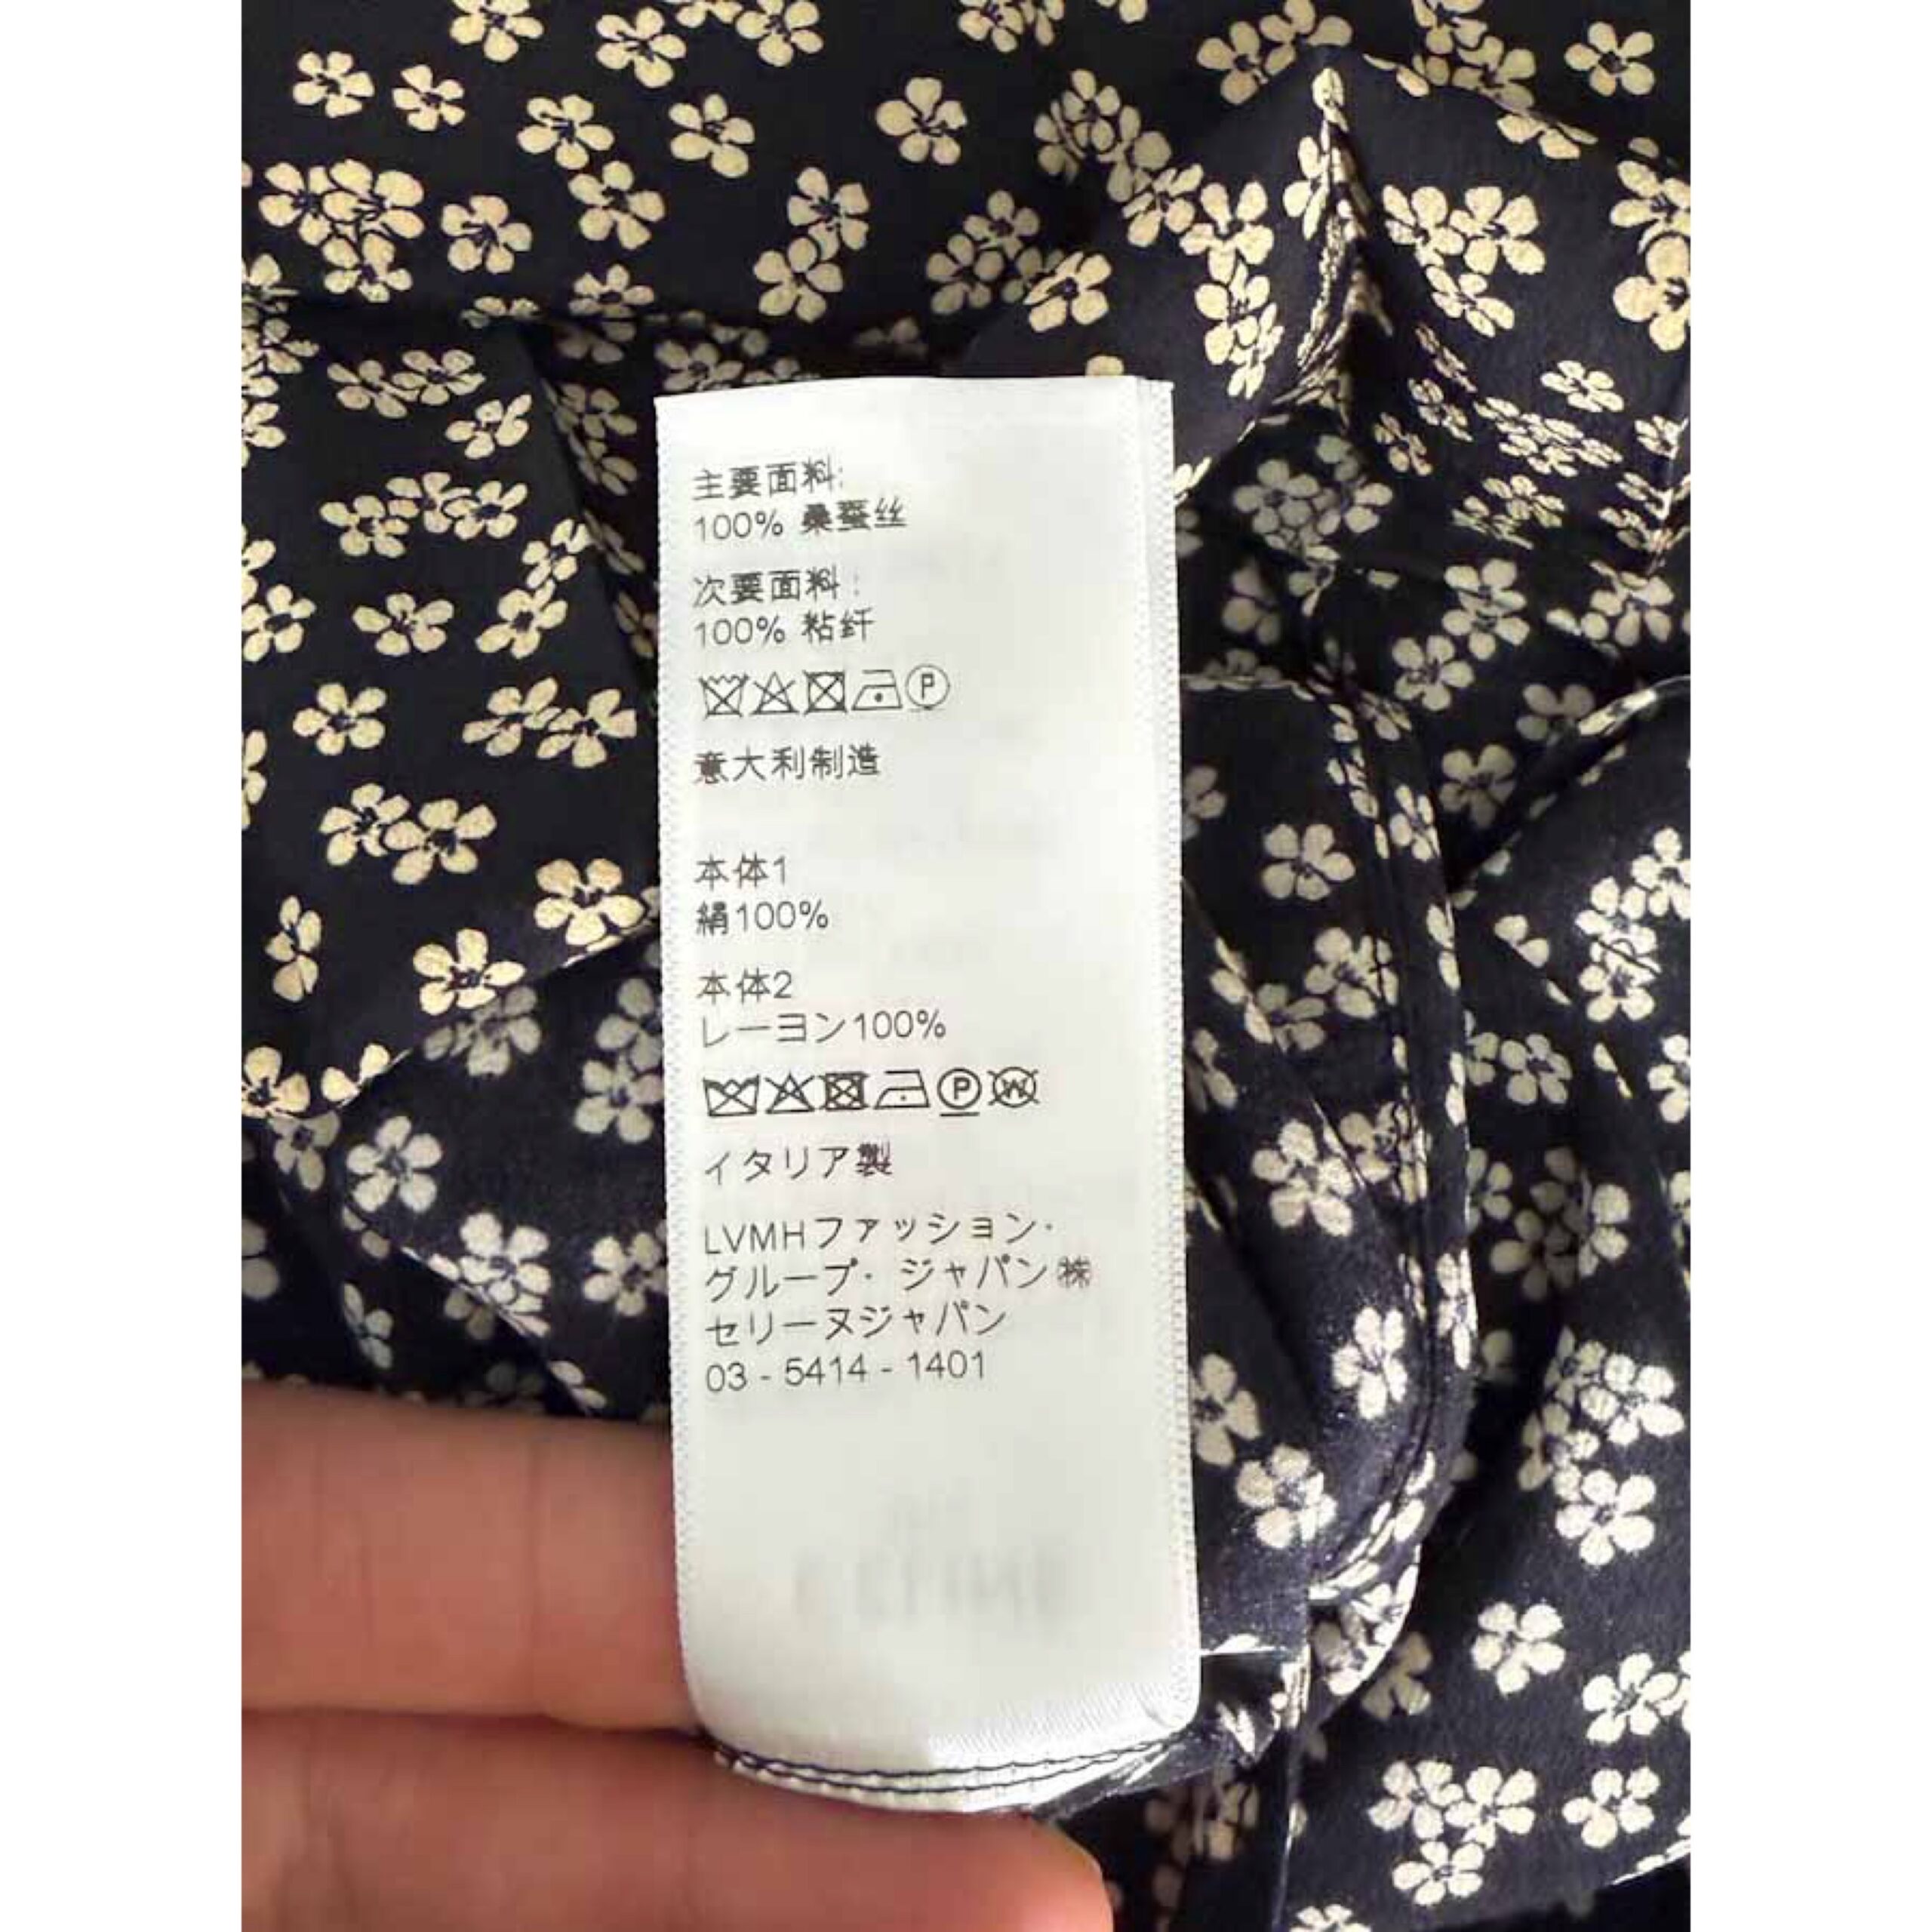 主要面料:
100% 桑蚕丝
次要面料:
100% 粘纤
P
意大利制造
本体1
絹100%
本体2
レーヨン100%
P W
イタリア製
LVMHファッション・
グループ・ジャパン㈱
セリーヌジャパン
03 - 5414 - 1401